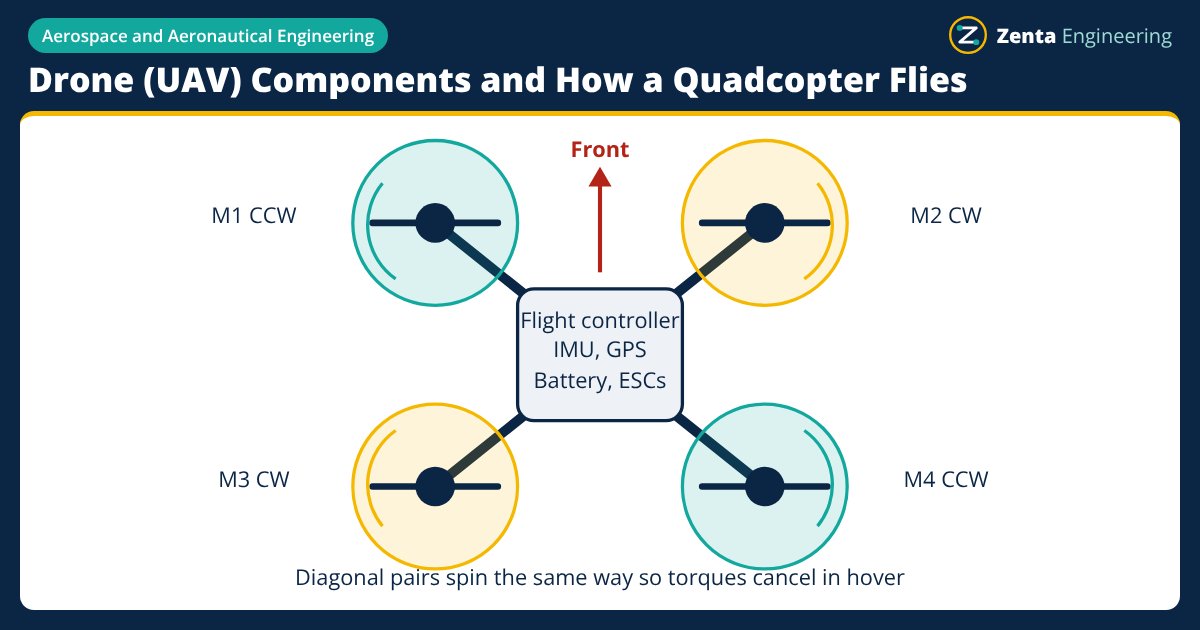 Aerospace and Aeronautical Engineering
Zenta Engineering
Drone (UAV) Components and How a Quadcopter Flies
Front
M1 CCW
M2 CW
Flight controller
IMU, GPS
Battery, ESCs
M3 CW
M4 CCW
Diagonal pairs spin the same way so torques cancel in hover